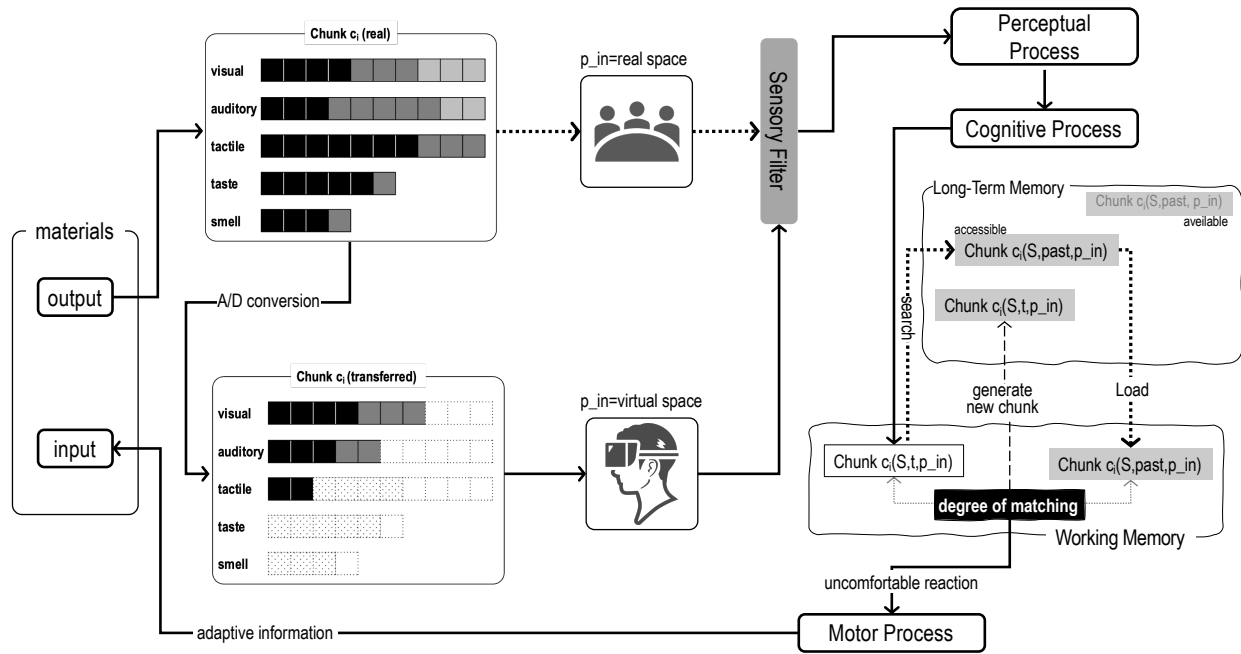 Chunk cᵢ (real)
visual
auditory
tactile
taste
smell
p_in=real space
Sensory Filter
Perceptual
Process
Cognitive Process
Long-Term Memory
Chunk cᵢ(S,past, p_in)
available
accessible
Chunk cᵢ(S,past,p_in)
Chunk cᵢ(S,t,p_in)
search
generate
new chunk
Load
materials
output
input
A/D conversion
Chunk cᵢ (transferred)
visual
auditory
tactile
taste
smell
p_in=virtual space
Chunk cᵢ(S,t,p_in)
Chunk cᵢ(S,past,p_in)
degree of matching
Working Memory
uncomfortable reaction
Motor Process
adaptive information